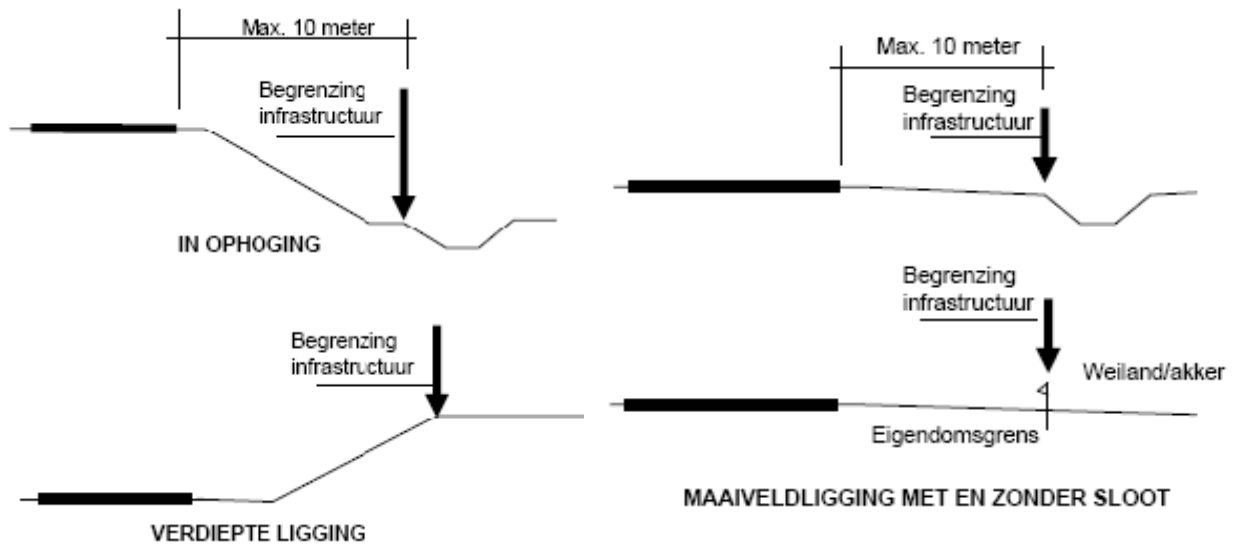 Max. 10 meter
Begrenzing
infrastructuur
IN OPHOGING
Begrenzing
infrastructuur
VERDIEPTE LIGGING
Max. 10 meter
Begrenzing
infrastructuur
Begrenzing
infrastructuur
Weiland/akker
Eigendomsgrens
MAAIVELDLIGGING MET EN ZONDER SLOOT